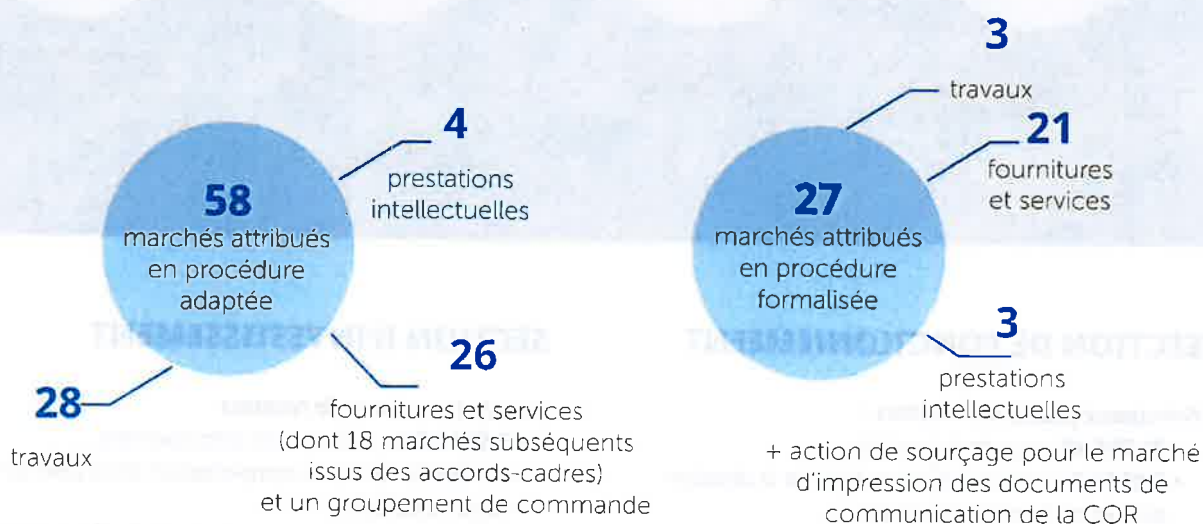 58
marchés attribués
en procédure
adaptée
4
prestations
intellectuelles
26
fournitures et services
(dont 18 marchés subséquents
issus des accords-cadres)
et un groupement de commande
28
travaux
27
marchés attribués
en procédure
formalisée
3
travaux
21
fournitures
et services
3
prestations
intellectuelles
+ action de sourçage pour le marché
d'impression des documents de
communication de la COR